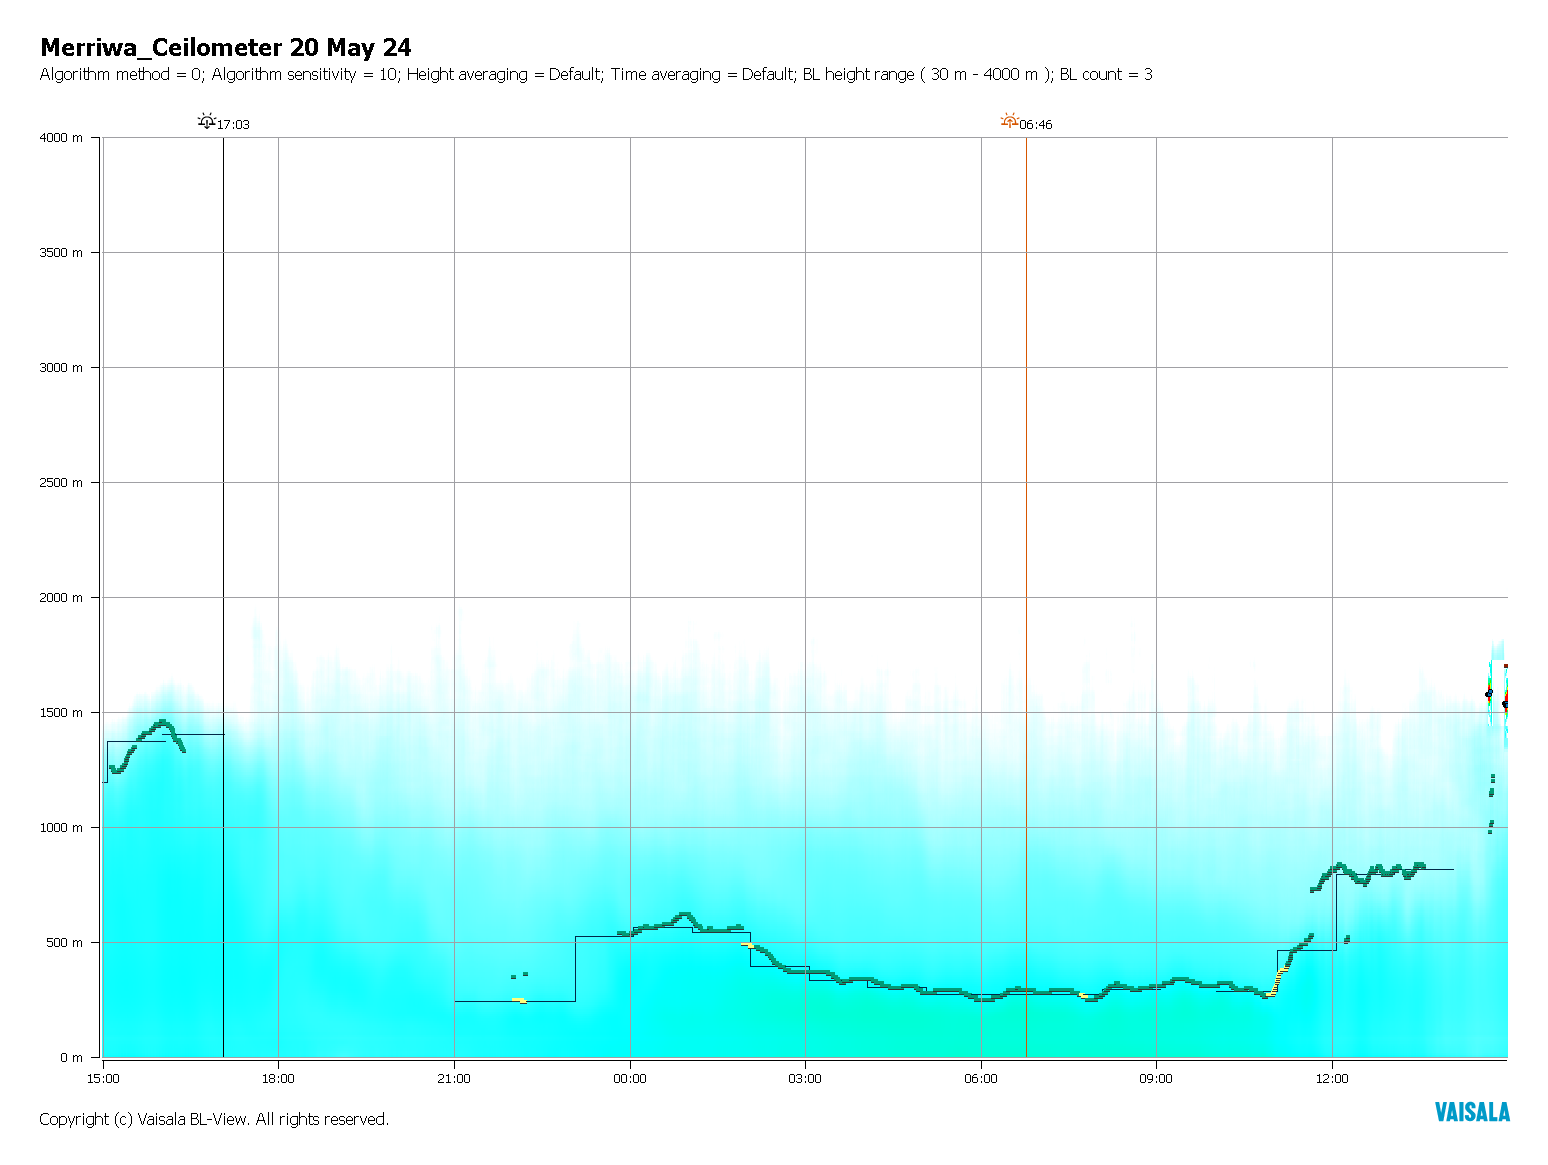 Merriwa_Ceilometer 20 May 24
Algorithm method = 0; Algorithm sensitivity = 10; Height averaging = Default; Time averaging = Default; BL height range ( 30 m - 4000 m ); BL count = 3
17:03
06:46
4000 m
3500 m
3000 m
2500 m
2000 m
1500 m
1000 m
500 m
0 m
15:00 18:00 21:00 00:00 03:00 06:00 09:00 12:00
Copyright (c) Vaisala BL-View. All rights reserved.
VAISALA